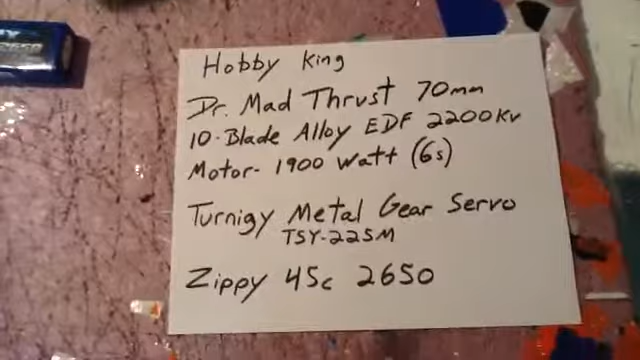 Hobby King
Dr. Mad Thrust 70mm
10-Blade Alloy EDF 2200Kv
Motor- 1900 watt (6s)
Turnigy Metal Gear Servo
TSY-225M
Zippy 45c 2650